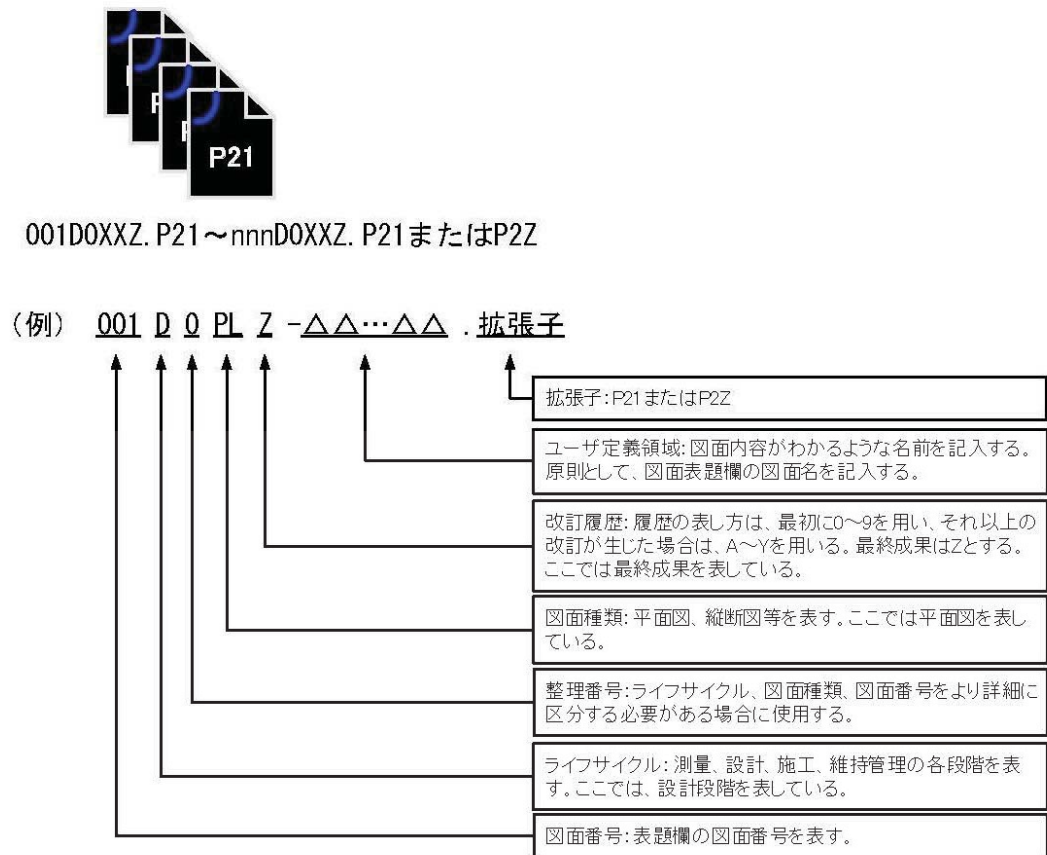 P21
001D0XXZ.P21～nnnD0XXZ.P21またはP2Z
(例) 001 D 0 PL Z -△△…△△ .拡張子
拡張子:P21またはP2Z
ユーザ定義領域:図面内容がわかるような名前を記入する。
原則として、図面表題欄の図面名を記入する。
改訂履歴:履歴の表し方は、最初に0～9を用い、それ以上の
改訂が生じた場合は、A～Yを用いる。最終成果はZとする。
ここでは最終成果を表している。
図面種類:平面図、縦断図等を表す。ここでは平面図を表し
ている。
整理番号:ライフサイクル、図面種類、図面番号をより詳細に
区分する必要がある場合に使用する。
ライフサイクル:測量、設計、施工、維持管理の各段階を表
す。ここでは、設計段階を表している。
図面番号:表題欄の図面番号を表す。